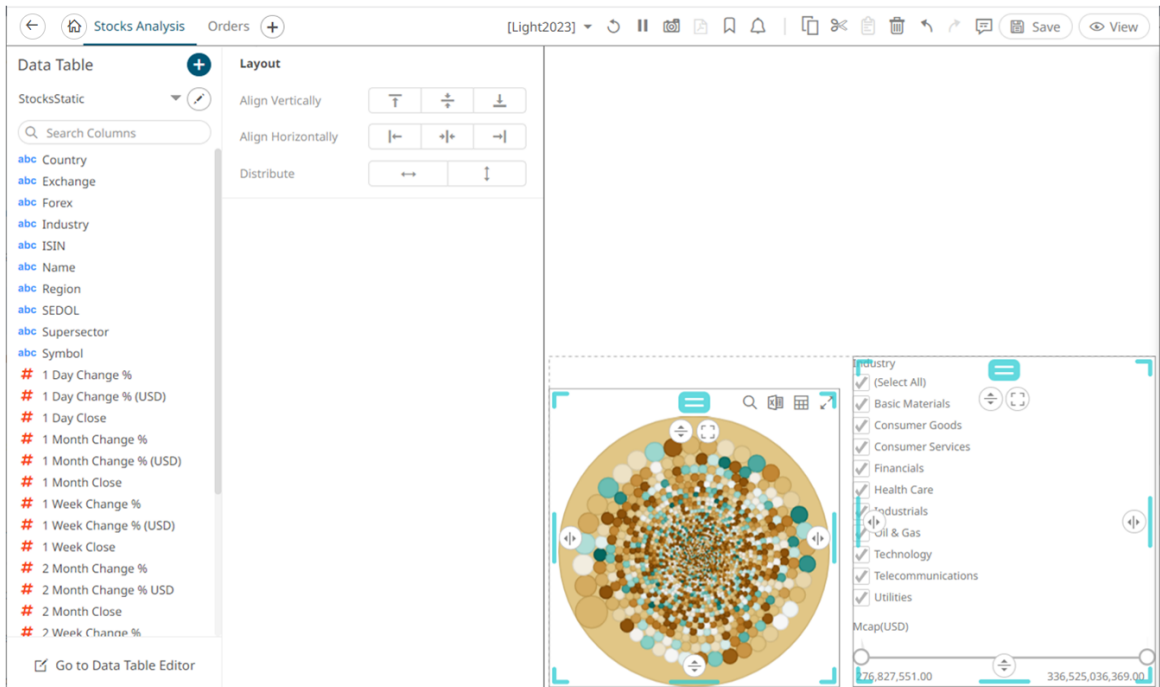 Stocks Analysis Orders [Light2023] Save View
Data Table
StocksStatic
Search Columns
abc Country
abc Exchange
abc Forex
abc Industry
abc ISIN
abc Name
abc Region
abc SEDOL
abc Supersector
abc Symbol
# 1 Day Change %
# 1 Day Change % (USD)
# 1 Day Close
# 1 Month Change %
# 1 Month Change % (USD)
# 1 Month Close
# 1 Week Change %
# 1 Week Change % (USD)
# 1 Week Close
# 2 Month Change %
# 2 Month Change % USD
# 2 Month Close
# 2 Week Change %
Go to Data Table Editor
Layout
Align Vertically
Align Horizontally
Distribute
Industry
(Select All)
Basic Materials
Consumer Goods
Consumer Services
Financials
Health Care
Industrials
Oil & Gas
Technology
Telecommunications
Utilities
Mcap(USD)
276,827,551.00 336,525,036,369.00